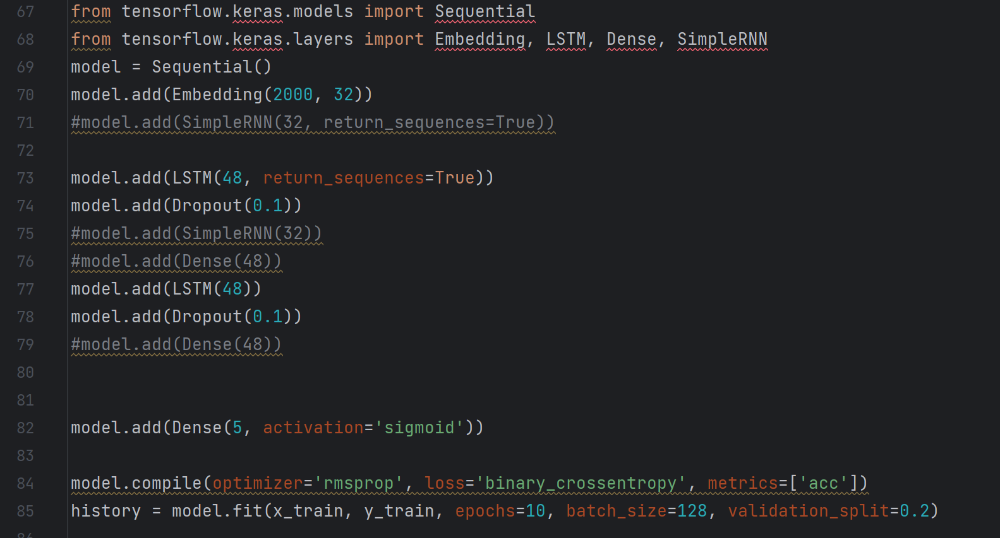 67 from tensorflow.keras.models import Sequential
68 from tensorflow.keras.layers import Embedding, LSTM, Dense, SimpleRNN
69 model = Sequential()
70 model.add(Embedding(2000, 32))
71 #model.add(SimpleRNN(32, return_sequences=True))
72
73 model.add(LSTM(48, return_sequences=True))
74 model.add(Dropout(0.1))
75 #model.add(SimpleRNN(32))
76 #model.add(Dense(48))
77 model.add(LSTM(48))
78 model.add(Dropout(0.1))
79 #model.add(Dense(48))
80
81
82 model.add(Dense(5, activation='sigmoid'))
83
84 model.compile(optimizer='rmsprop', loss='binary_crossentropy', metrics=['acc'])
85 history = model.fit(x_train, y_train, epochs=10, batch_size=128, validation_split=0.2)